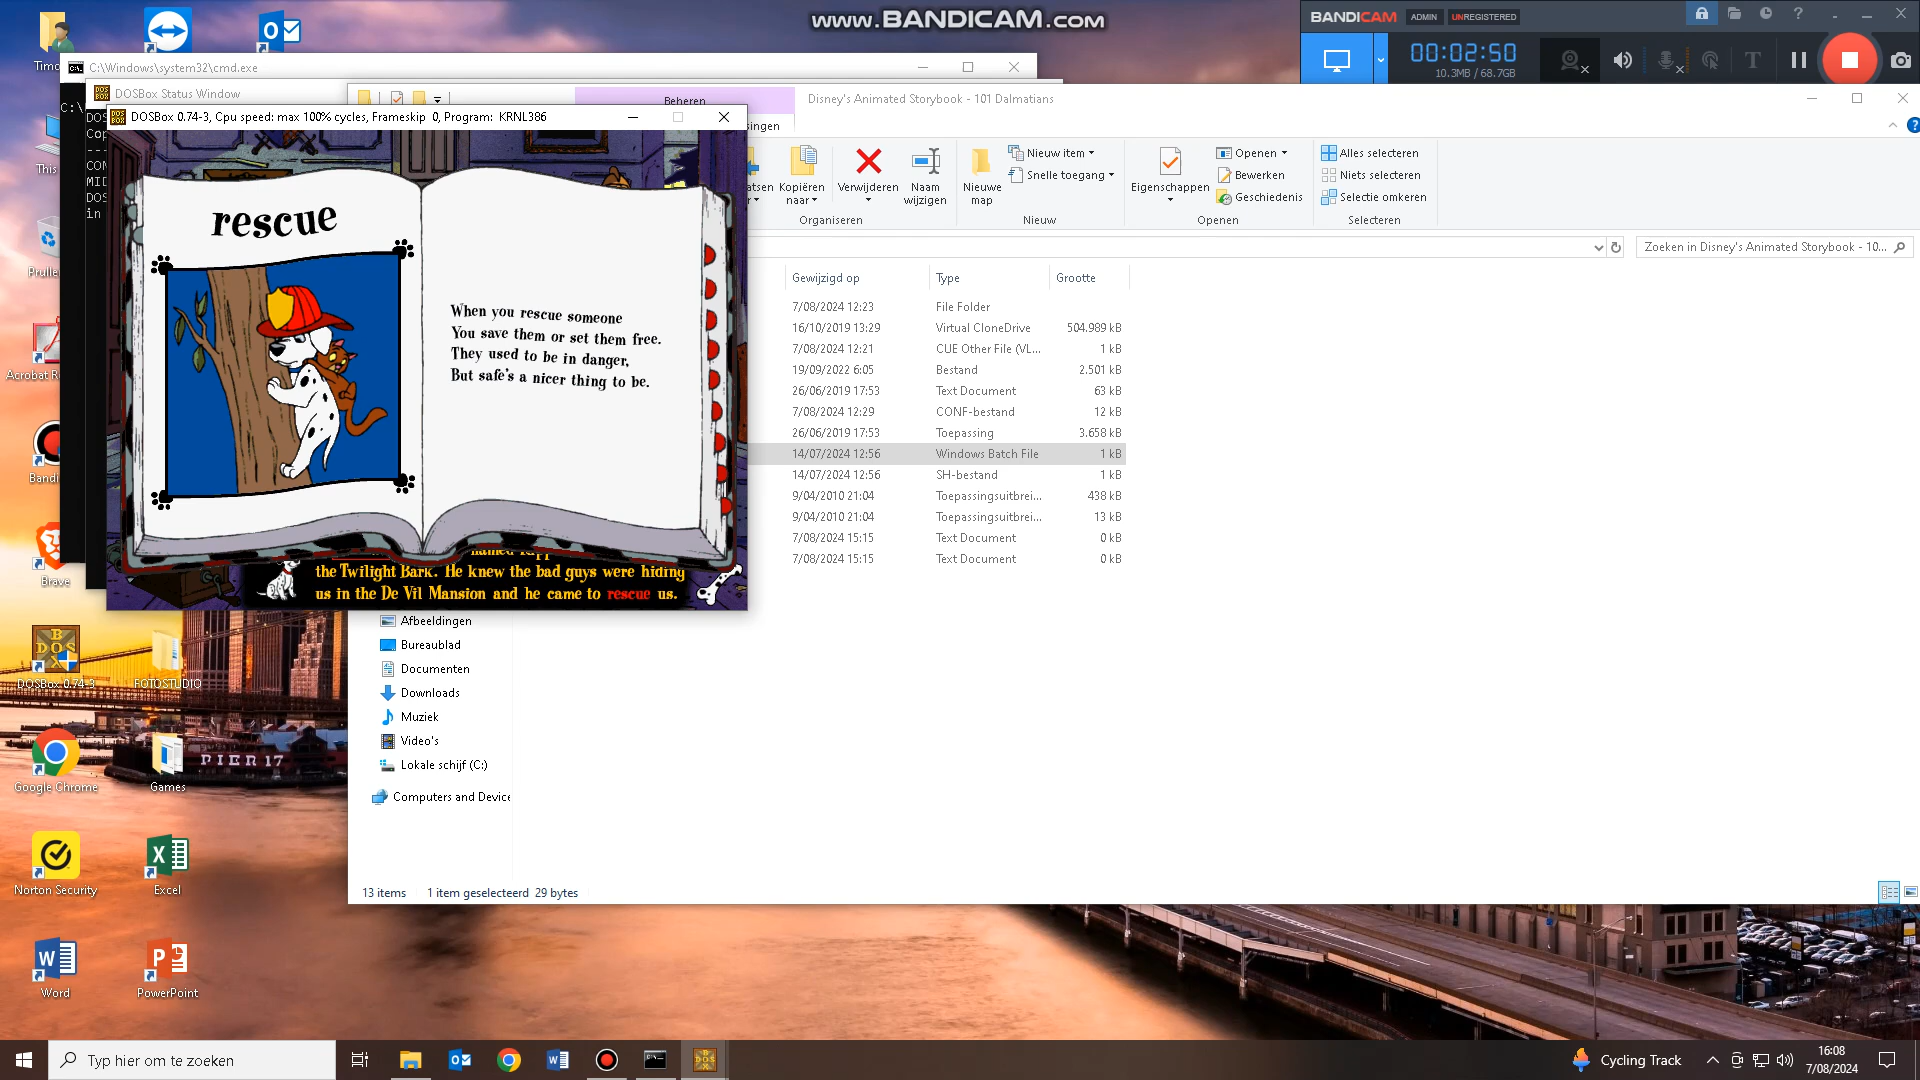 www.BANDICAM.com
BANDICAM ADMIN UNREGISTERED
00:02:50
10.3MB / 68.7GB
C:\Windows\system32\cmd.exe
DOSBox Status Window
Beheren
Disney's Animated Storybook - 101 Dalmatians
DOSBox 0.74-3, Cpu speed: max 100% cycles, Frameskip 0, Program: KRNL386
Kopiëren naar
Verwijderen
Naam wijzigen
Organiseren
Nieuwe map
Nieuw item
Snelle toegang
Nieuw
Eigenschappen
Openen
Bewerken
Geschiedenis
Openen
Alles selecteren
Niets selecteren
Selectie omkeren
Selecteren
Zoeken in Disney's Animated Storybook - 10...
rescue
When you rescue someone
You save them or set them free.
They used to be in danger,
But safe's a nicer thing to be.
the Twilight Bark. He knew the bad guys were hiding
us in the De Vil Mansion and he came to rescue us.
Gewijzigd op Type Grootte
7/08/2024 12:23 File Folder
16/10/2019 13:29 Virtual CloneDrive 504.989 kB
7/08/2024 12:21 CUE Other File (VL... 1 kB
19/09/2022 6:05 Bestand 2.501 kB
26/06/2019 17:53 Text Document 63 kB
7/08/2024 12:29 CONF-bestand 12 kB
26/06/2019 17:53 Toepassing 3.658 kB
14/07/2024 12:56 Windows Batch File 1 kB
14/07/2024 12:56 SH-bestand 1 kB
9/04/2010 21:04 Toepassingsuitbrei... 438 kB
9/04/2010 21:04 Toepassingsuitbrei... 13 kB
7/08/2024 15:15 Text Document 0 kB
7/08/2024 15:15 Text Document 0 kB
Afbeeldingen
Bureaublad
Documenten
Downloads
Muziek
Video's
Lokale schijf (C:)
Computers and Device
13 items 1 item geselecteerd 29 bytes
This
Brave
DOSBox 0.74-3
FOTOSTUDIO
PIER 17
Google Chrome
Games
Norton Security
Excel
Word
PowerPoint
Typ hier om te zoeken
Cycling Track
16:08
7/08/2024